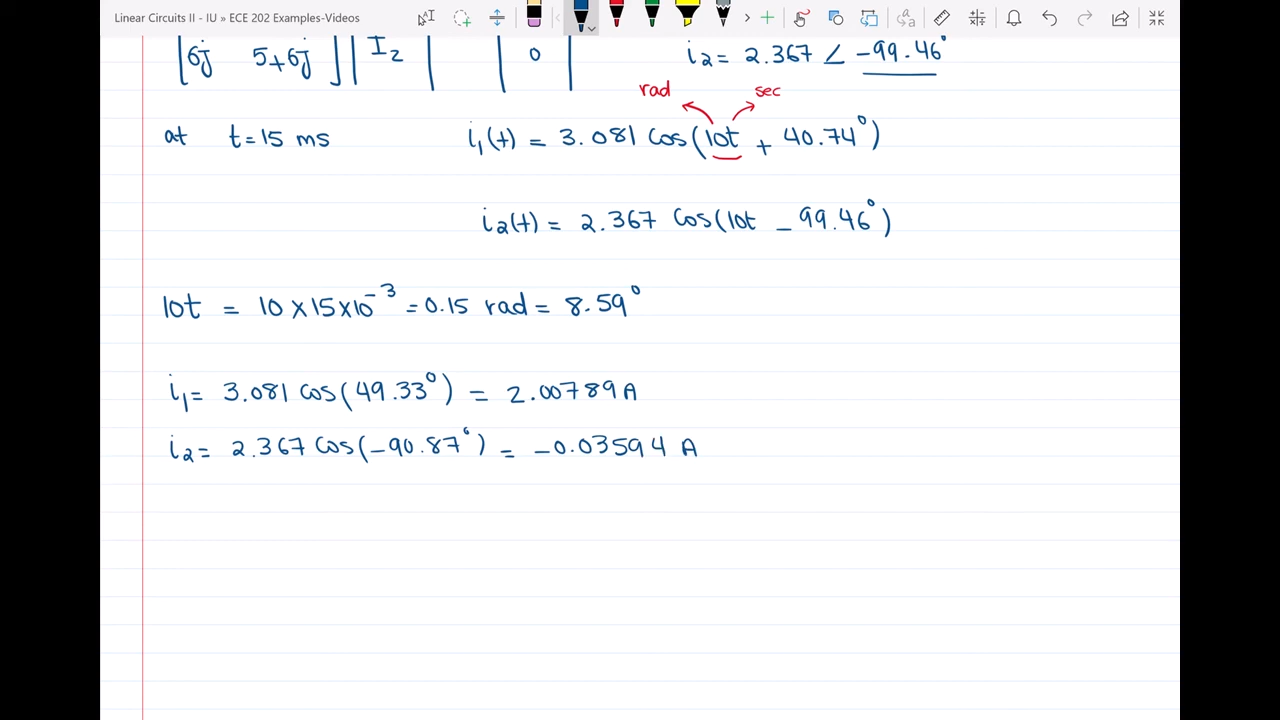 Linear Circuits II - IU » ECE 202 Examples-Videos
[6j 5+6j] | I₂ | | 0 | i₂ = 2.367 ∠ -99.46°
rad sec
at t=15 ms i₁(t) = 3.081 cos(10t + 40.74°)
i₂(t) = 2.367 cos(10t - 99.46°)
10t = 10 x 15 x 10⁻³ = 0.15 rad = 8.59°
i₁ = 3.081 cos(49.33°) = 2.00789 A
i₂ = 2.367 cos(-90.87°) = -0.03594 A